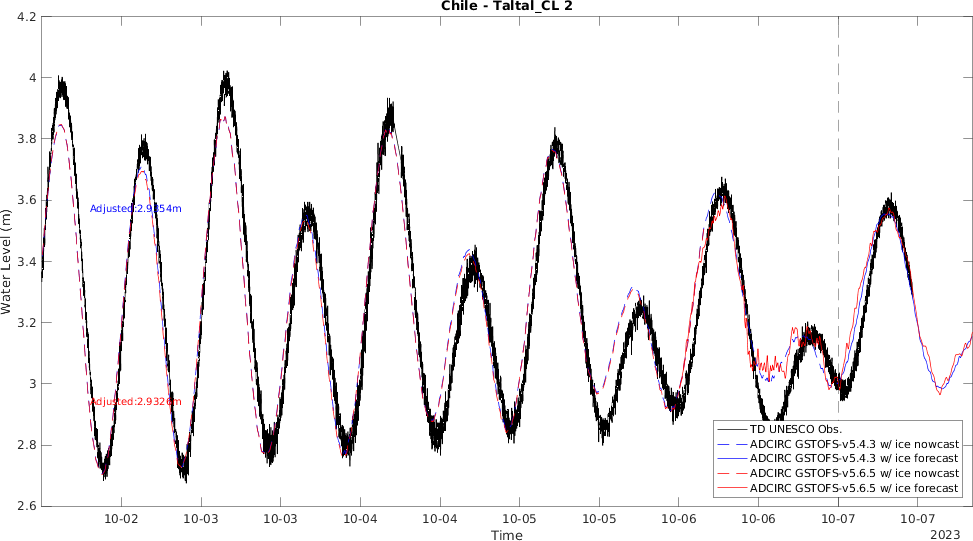 Chile - Taltal_CL 2
4.2
4
3.8
3.6
3.4
3.2
3
2.8
2.6
Water Level (m)
Adjusted:2.9354m
Adjusted:2.9326m
TD UNESCO Obs.
ADCIRC GSTOFS-v5.4.3 w/ ice nowcast
ADCIRC GSTOFS-v5.4.3 w/ ice forecast
ADCIRC GSTOFS-v5.6.5 w/ ice nowcast
ADCIRC GSTOFS-v5.6.5 w/ ice forecast
10-02 10-03 10-03 10-04 10-04 10-05 10-05 10-06 10-06 10-07 10-07
Time
2023